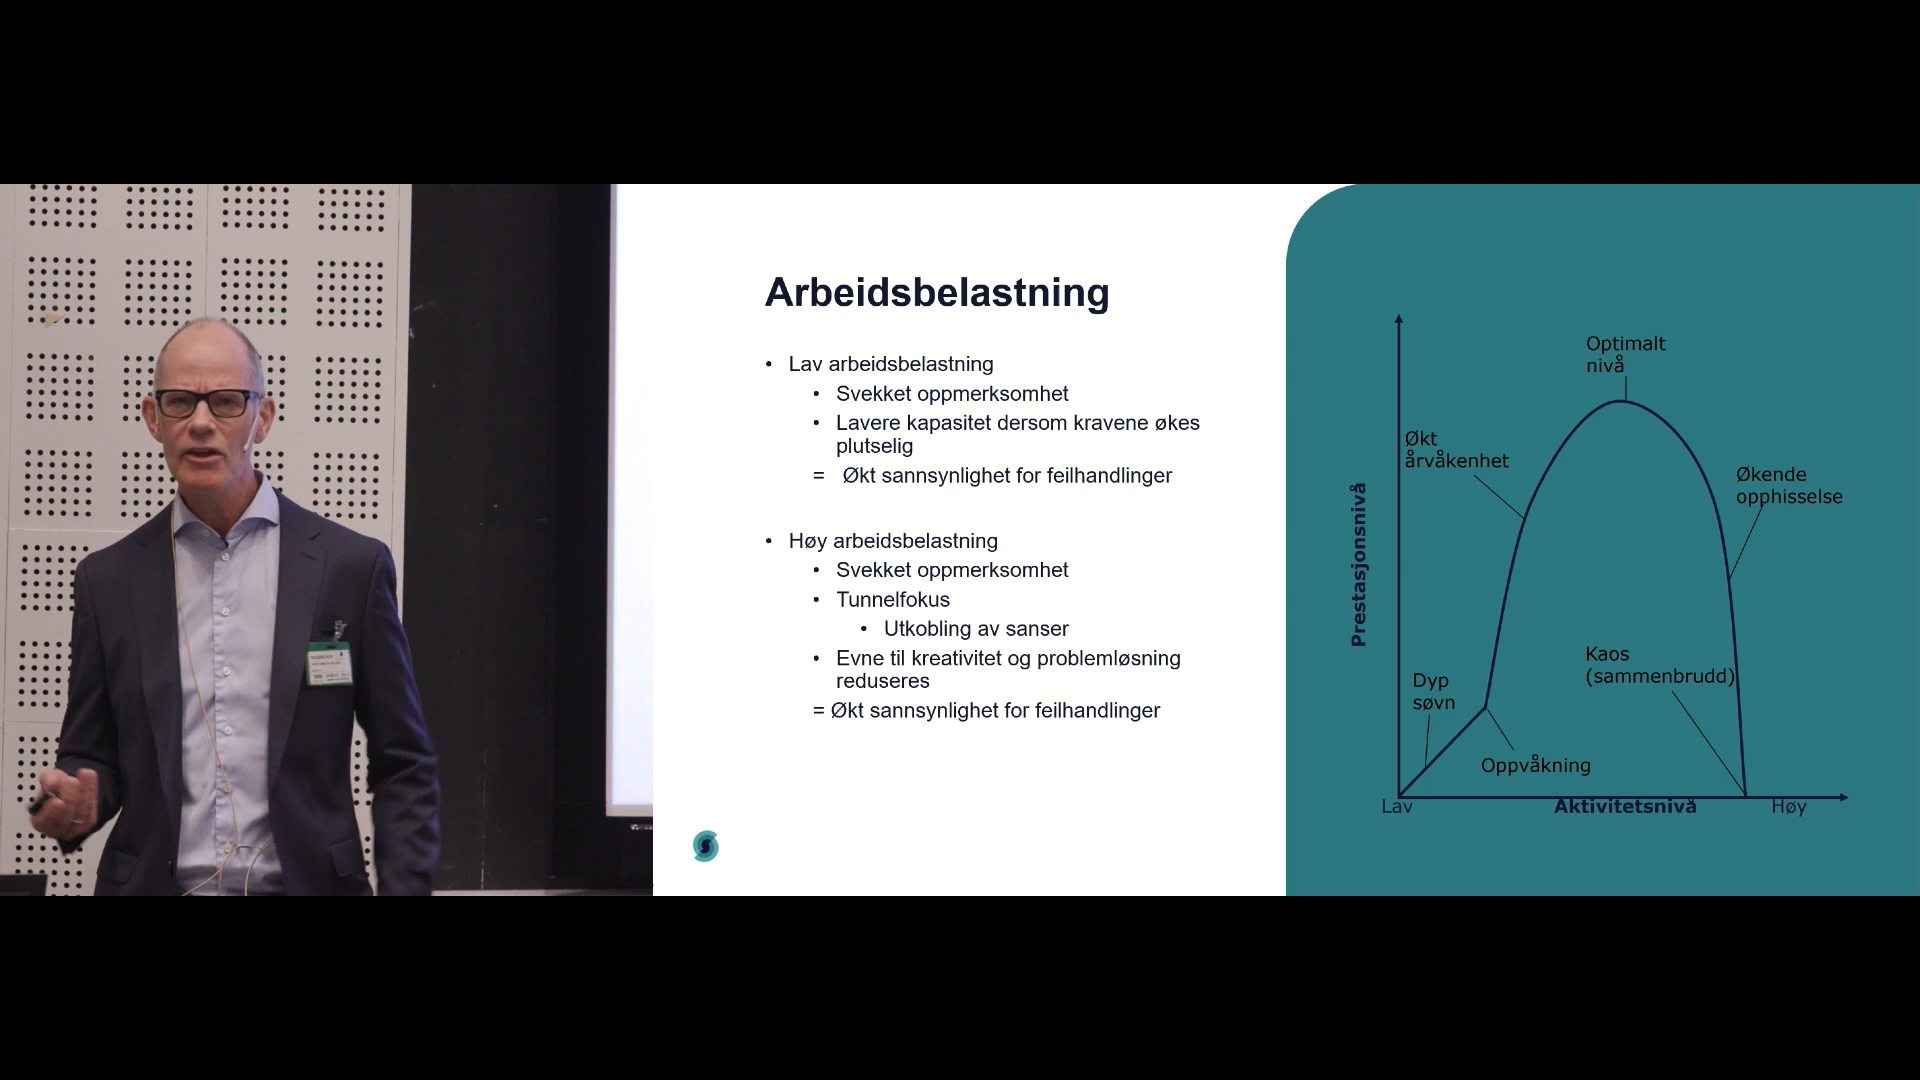 Arbeidsbelastning
• Lav arbeidsbelastning
• Svekket oppmerksomhet
• Lavere kapasitet dersom kravene økes
plutselig
= Økt sannsynlighet for feilhandlinger
• Høy arbeidsbelastning
• Svekket oppmerksomhet
• Tunnelfokus
• Utkobling av sanser
• Evne til kreativitet og problemløsning
reduseres
= Økt sannsynlighet for feilhandlinger
Optimalt
nivå
Økt
årvåkenhet
Økende
opphisselse
Prestasjonsnivå
Kaos
(sammenbrudd)
Dyp
søvn
Oppvåkning
Lav
Aktivitetsnivå
Høy